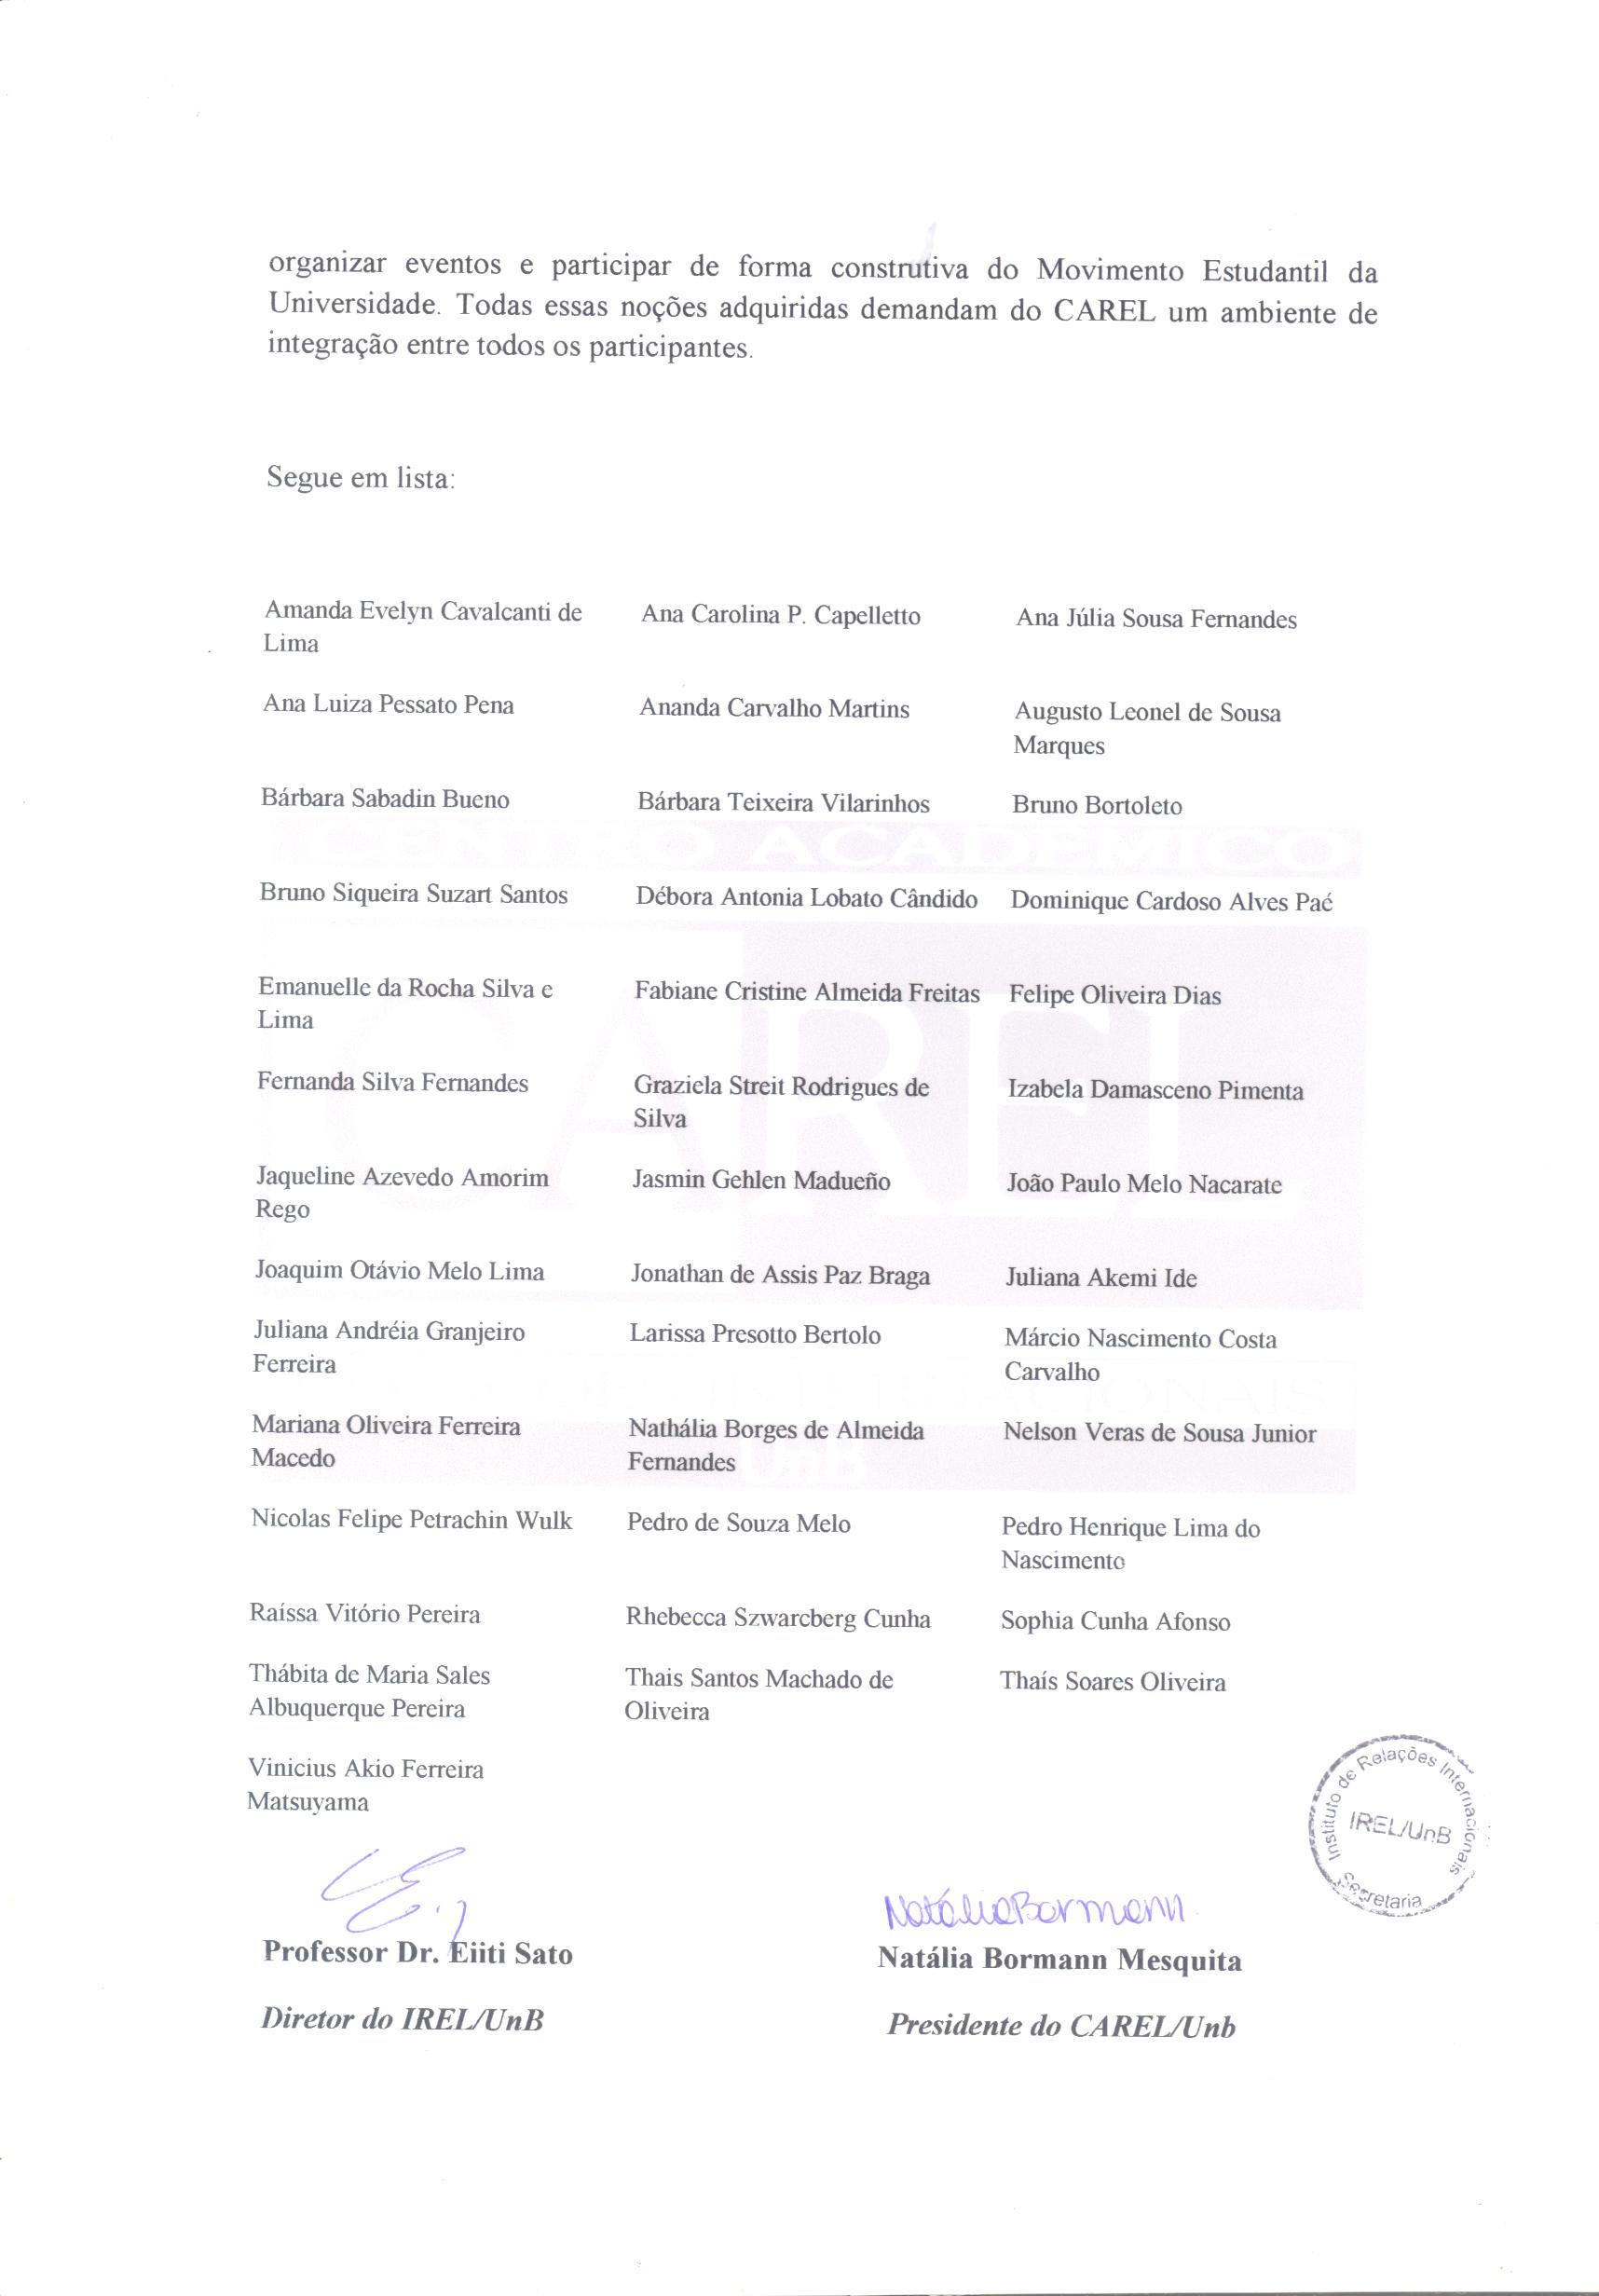 organizar eventos e participar de forma construtiva do Movimento Estudantil da
Universidade. Todas essas noções adquiridas demandam do CAREL um ambiente de
integração entre todos os participantes.
Segue em lista:
Amanda Evelyn Cavalcanti de
Lima
Ana Carolina P. Capelletto
Ana Júlia Sousa Fernandes
Ana Luiza Pessato Pena
Ananda Carvalho Martins
Augusto Leonel de Sousa
Marques
Bárbara Sabadin Bueno
Bárbara Teixeira Vilarinhos
Bruno Bortoleto
CENTRO ACADEMICO
Bruno Siqueira Suzart Santos
Débora Antonia Lobato Cândido
Dominique Cardoso Alves Paé
Emanuelle da Rocha Silva e
Lima
Fabiane Cristine Almeida Freitas
Felipe Oliveira Dias
CAREL
Fernanda Silva Fernandes
Graziela Streit Rodrigues de
Silva
Izabela Damasceno Pimenta
Jaqueline Azevedo Amorim
Rego
Jasmin Gehlen Madueño
João Paulo Melo Nacarate
Joaquim Otávio Melo Lima
Jonathan de Assis Paz Braga
Juliana Akemi Ide
Juliana Andréia Granjeiro
Ferreira
Larissa Presotto Bertolo
Márcio Nascimento Costa
Carvalho
Mariana Oliveira Ferreira
Macedo
Nathália Borges de Almeida
Fernandes
Nelson Veras de Sousa Junior
UnB
Nicolas Felipe Petrachin Wulk
Pedro de Souza Melo
Pedro Henrique Lima do
Nascimento
Raíssa Vitório Pereira
Rhebecca Szwarcberg Cunha
Sophia Cunha Afonso
Thábita de Maria Sales
Albuquerque Pereira
Thais Santos Machado de
Oliveira
Thaís Soares Oliveira
Vinicius Akio Ferreira
Matsuyama
Instituto de Relações Internacionais
IREL/UnB
Secretaria
Natália Bormann
Professor Dr. Eiiti Sato
Natália Bormann Mesquita
Diretor do IREL/UnB
Presidente do CAREL/Unb